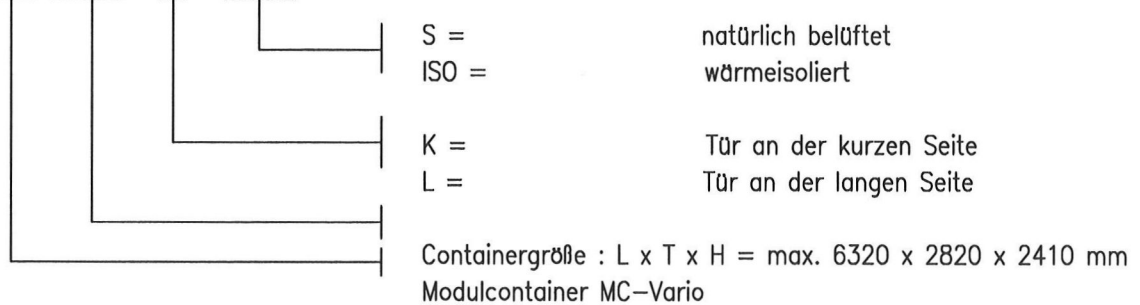 S = natürlich belüftet
ISO = wärmeisoliert
K = Tür an der kurzen Seite
L = Tür an der langen Seite
Containergröße : L x T x H = max. 6320 x 2820 x 2410 mm
Modulcontainer MC-Vario